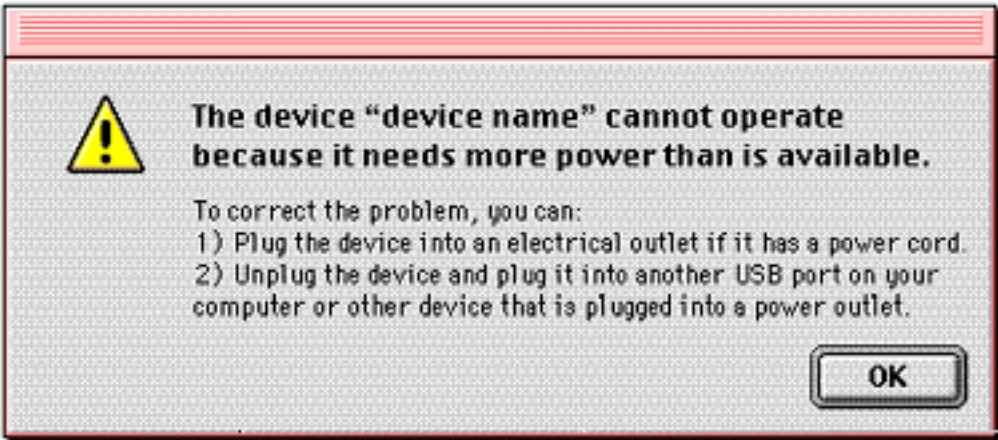 The device “device name” cannot operate
because it needs more power than is available.
To correct the problem, you can:
1) Plug the device into an electrical outlet if it has a power cord.
2) Unplug the device and plug it into another USB port on your
computer or other device that is plugged into a power outlet.
OK